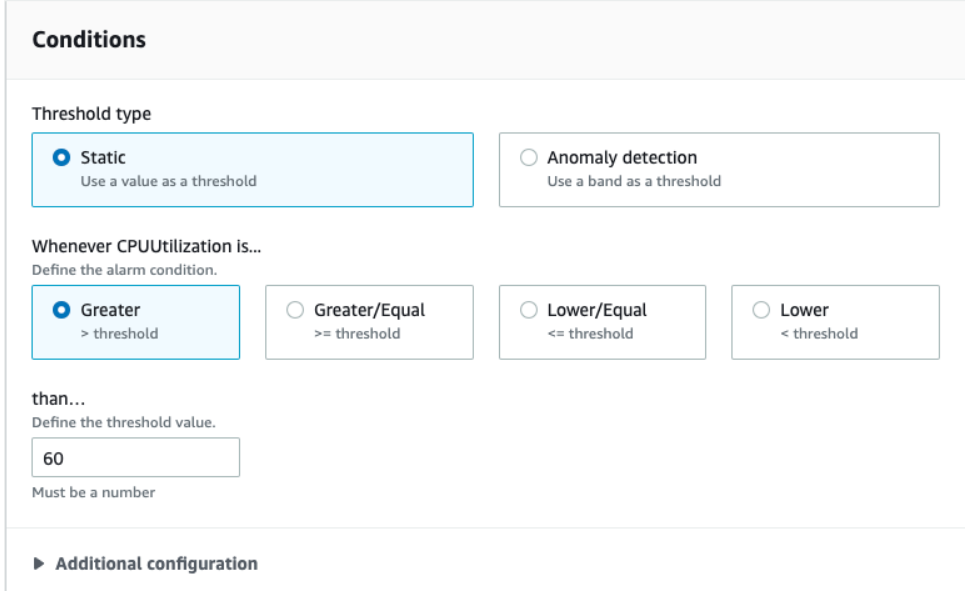 Conditions
Threshold type
Static
Use a value as a threshold
Anomaly detection
Use a band as a threshold
Whenever CPUUtilization is...
Define the alarm condition.
Greater
> threshold
Greater/Equal
>= threshold
Lower/Equal
<= threshold
Lower
< threshold
than...
Define the threshold value.
60
Must be a number
Additional configuration